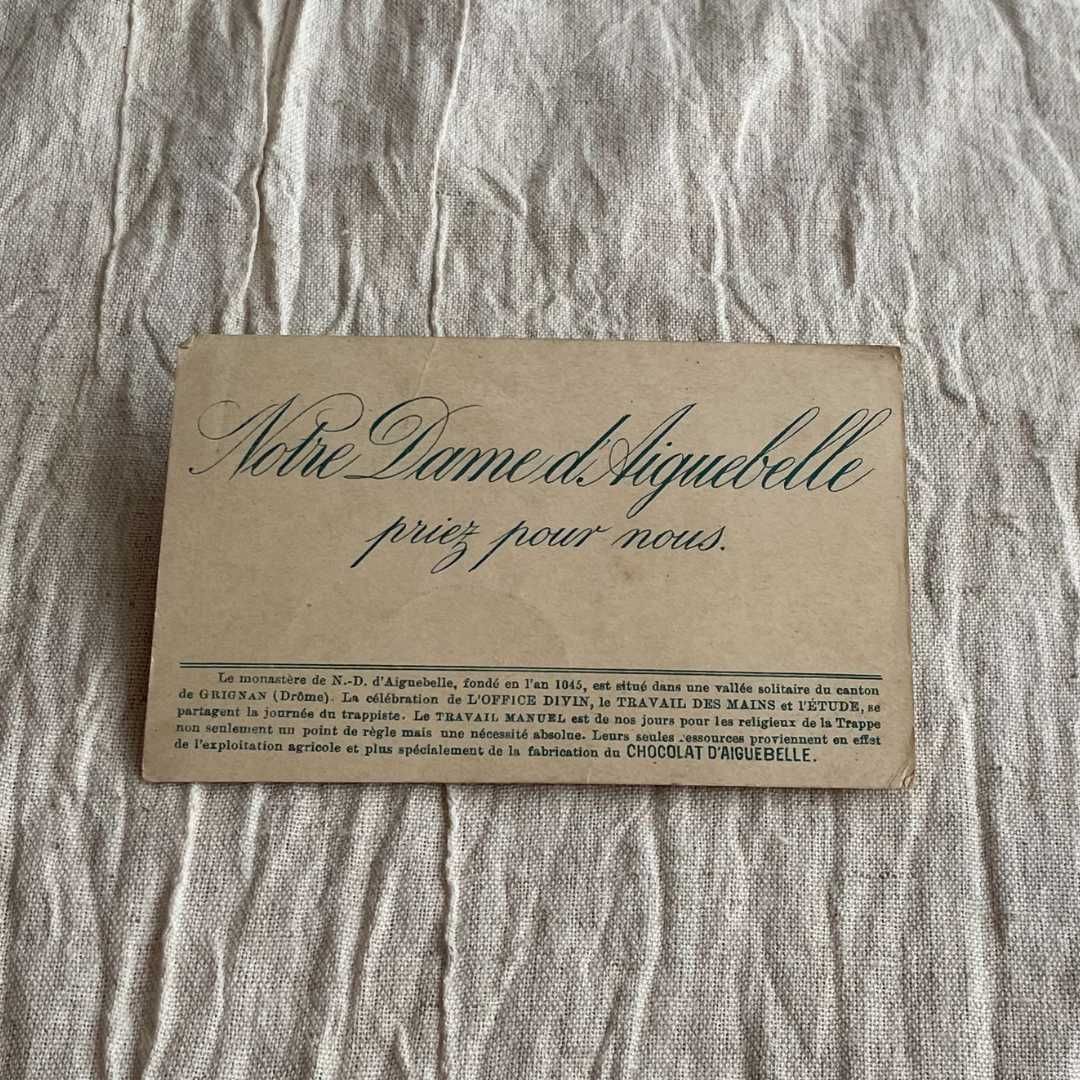 Notre Dame d'Aiguebelle
priez pour nous.
Le monastère de N.-D. d'Aiguebelle, fondé en l'an 1045, est situé dans une vallée solitaire du canton
de GRIGNAN (Drôme). La célébration de L'OFFICE DIVIN, le TRAVAIL DES MAINS et l'ÉTUDE, se
partagent la journée du trappiste. Le TRAVAIL MANUEL est de nos jours pour les religieux de la Trappe
non seulement un point de règle mais une nécessité absolue. Leurs seules ressources proviennent en effet
de l'exploitation agricole et plus spécialement de la fabrication du CHOCOLAT D'AIGUEBELLE.